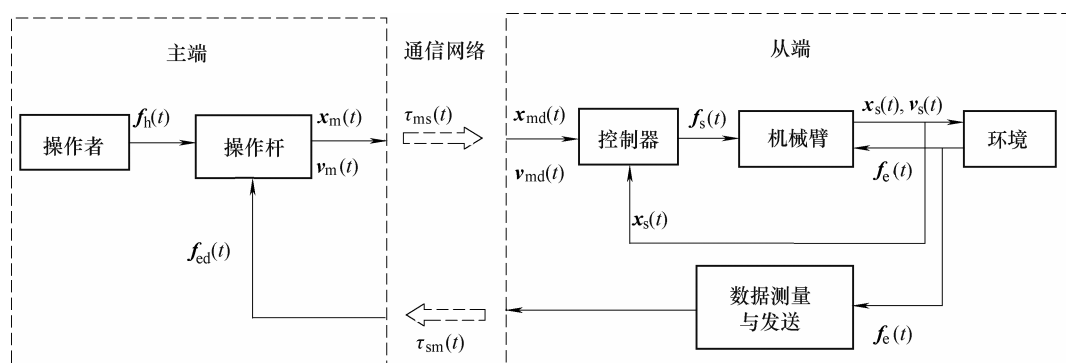 主端
通信网络
从端
操作者
f_h(t)
操作杆
x_m(t)
v_m(t)
τ_ms(t)
x_md(t)
v_md(t)
控制器
f_s(t)
机械臂
x_s(t), v_s(t)
f_e(t)
环境
x_s(t)
f_ed(t)
τ_sm(t)
数据测量
与发送
f_e(t)